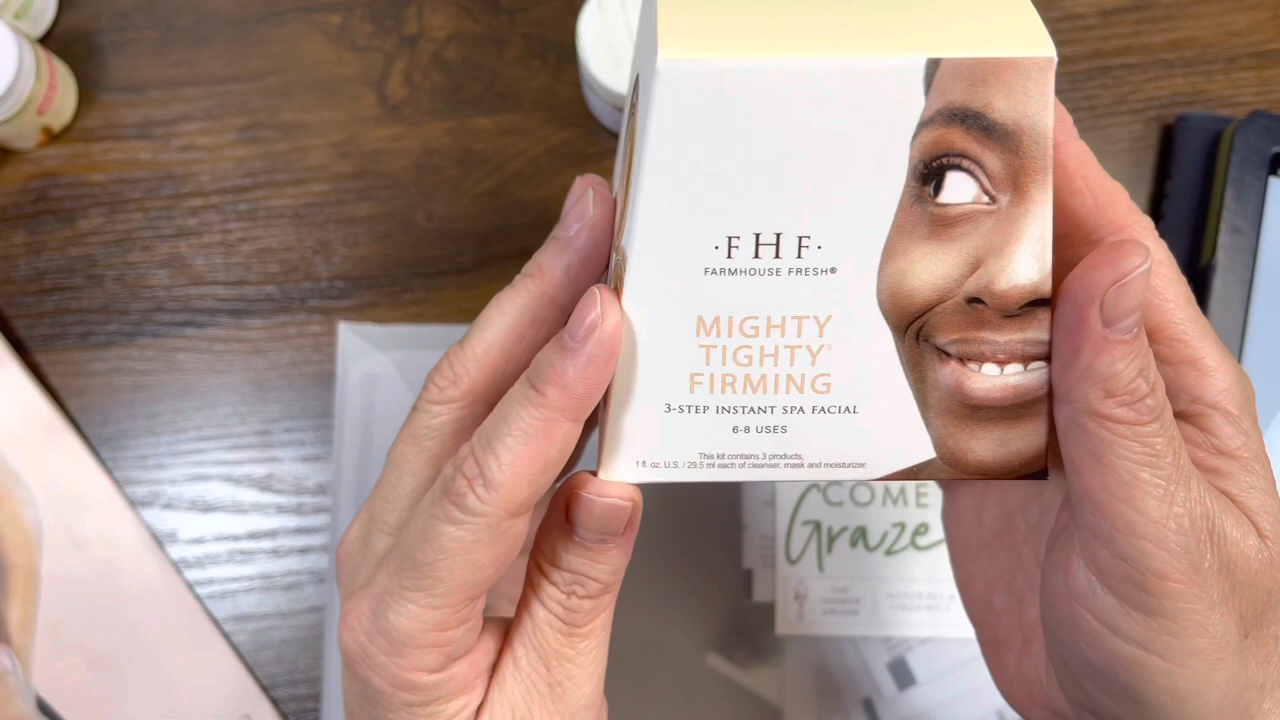 ·F H F·
FARMHOUSE FRESH®
MIGHTY
TIGHTY®
FIRMING
3-STEP INSTANT SPA FACIAL
6-8 USES
This kit contains 3 products,
1 fl. oz. U.S. / 29.5 ml each of cleanser, mask and moisturizer.
COME
Graze